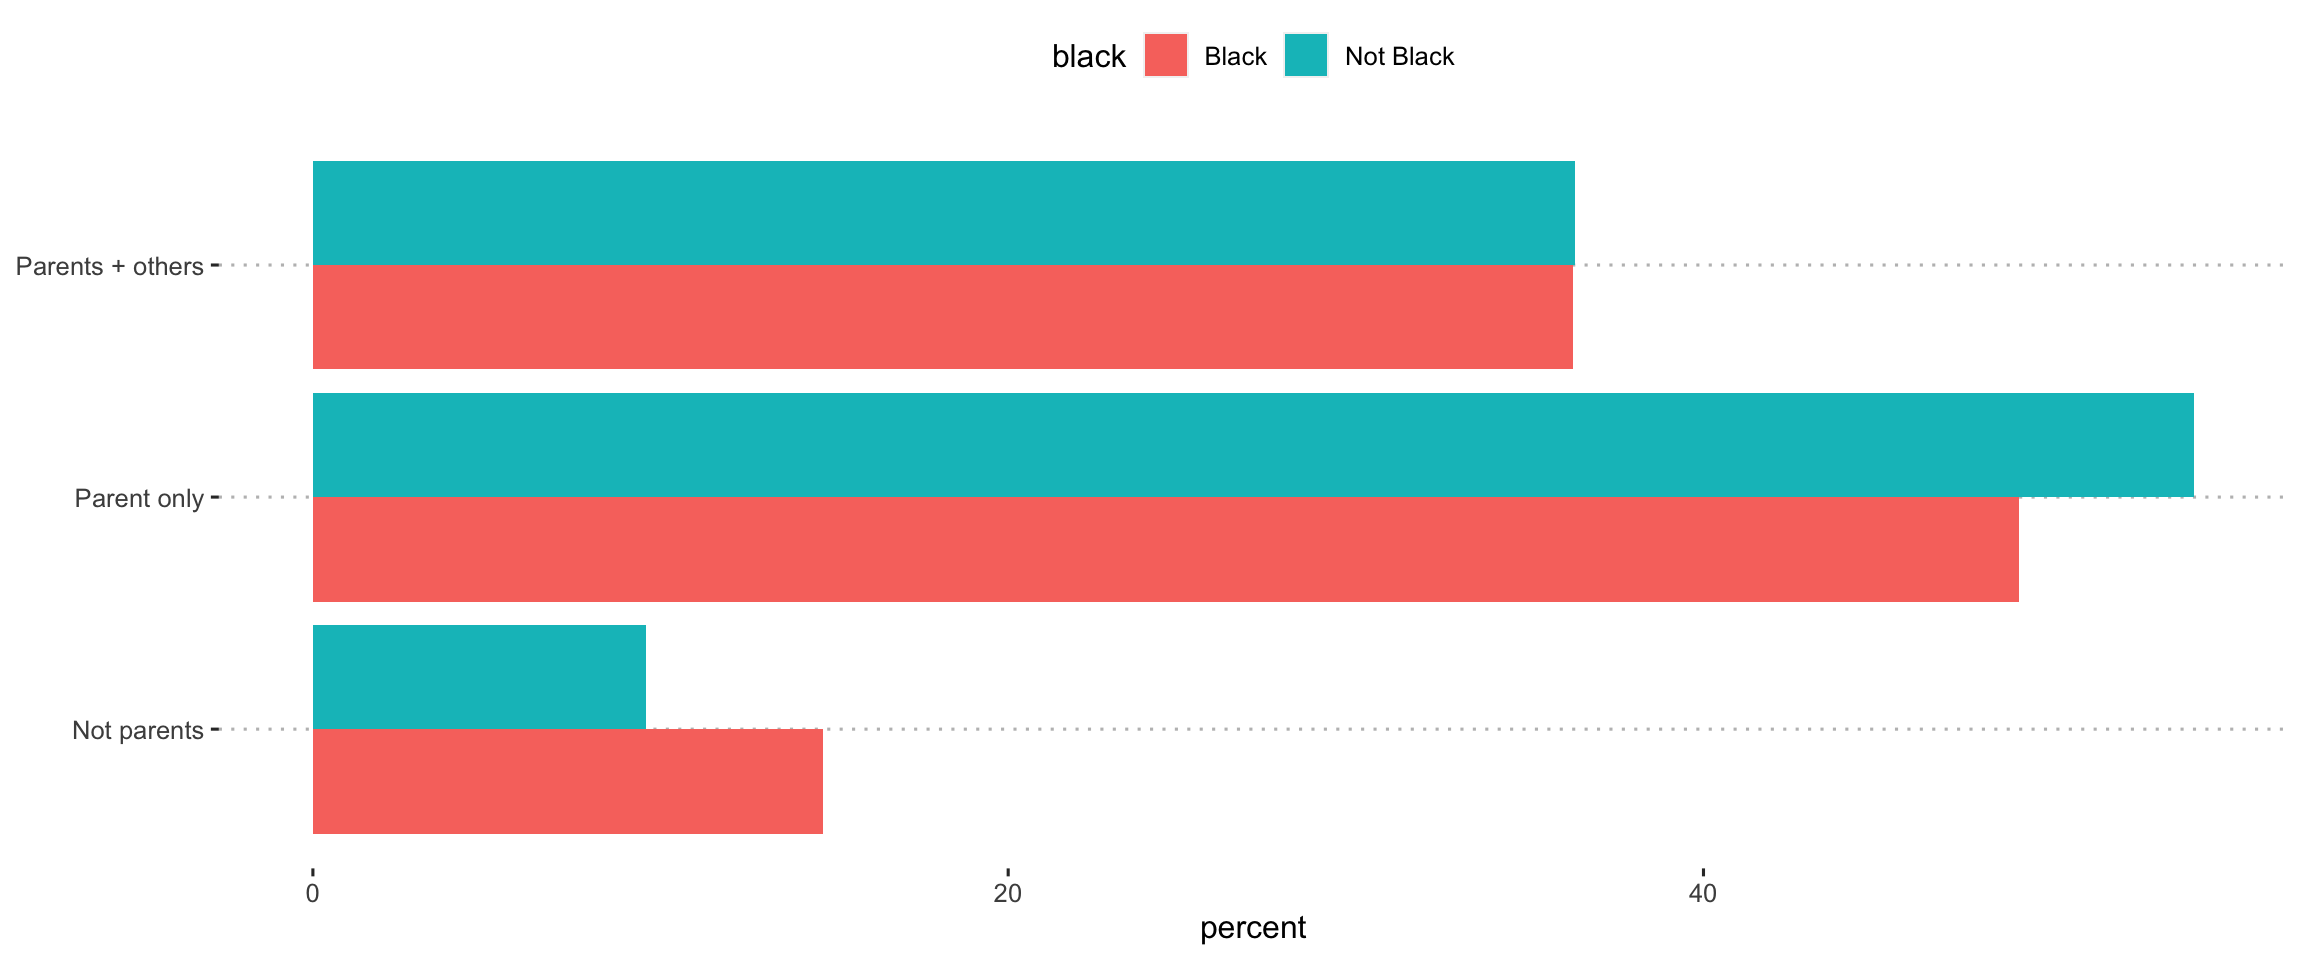 black Black Not Black
Parents + others
Parent only
Not parents
0 20 40
percent